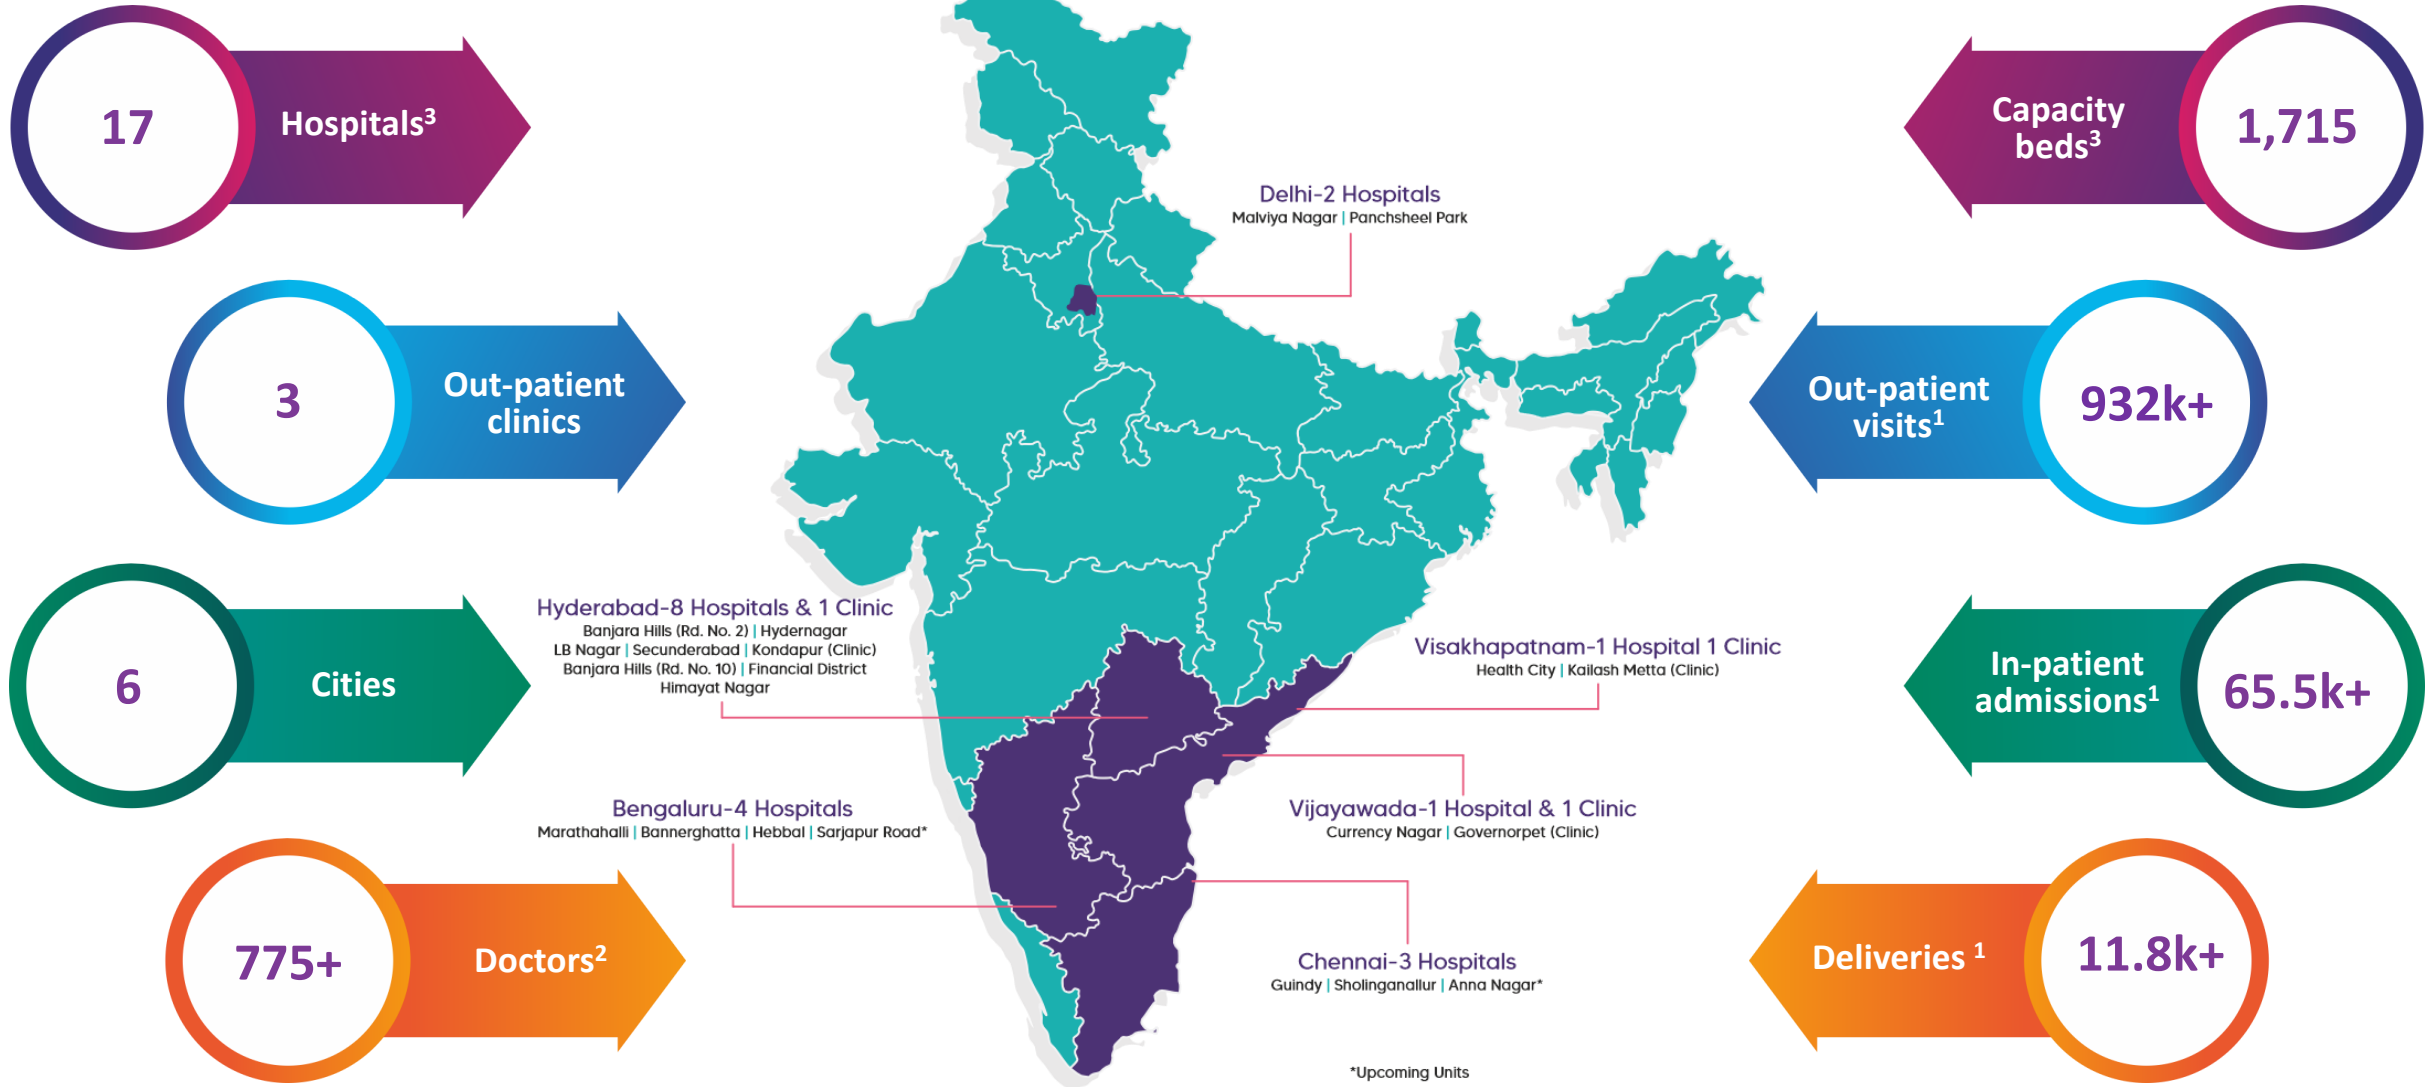 17
Hospitals³
3
Out-patient
clinics
6
Cities
775+
Doctors²
Delhi-2 Hospitals
Malviya Nagar | Panchsheel Park
Hyderabad-8 Hospitals & 1 Clinic
Banjara Hills (Rd. No. 2) | Hydernagar
LB Nagar | Secunderabad | Kondapur (Clinic)
Banjara Hills (Rd. No. 10) | Financial District
Himayat Nagar
Bengaluru-4 Hospitals
Marathahalli | Bannerghatta | Hebbal | Sarjapur Road*
Visakhapatnam-1 Hospital 1 Clinic
Health City | Kailash Metta (Clinic)
Vijayawada-1 Hospital & 1 Clinic
Currency Nagar | Governorpet (Clinic)
Chennai-3 Hospitals
Guindy | Sholinganallur | Anna Nagar*
*Upcoming Units
Capacity
beds³
1,715
Out-patient
visits¹
932k+
In-patient
admissions¹
65.5k+
Deliveries ¹
11.8k+